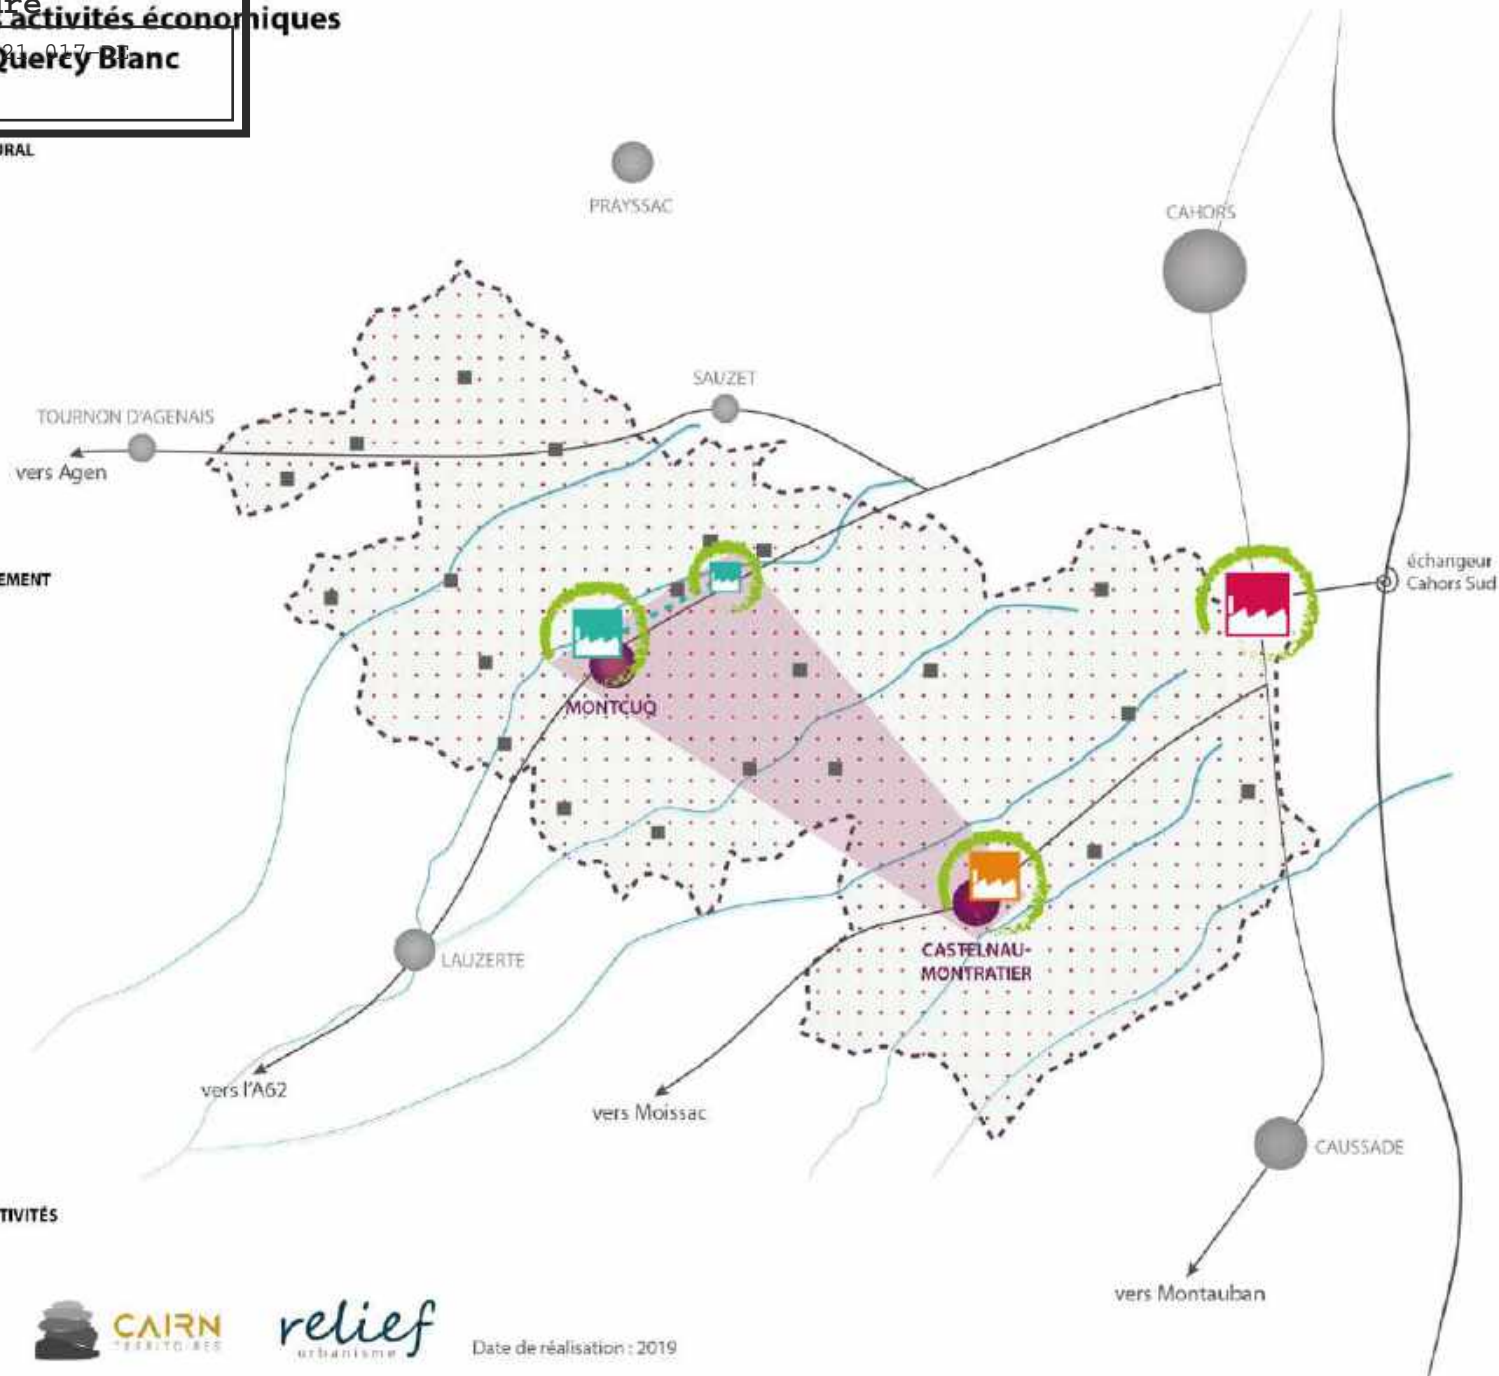 activités économiques
Quercy Blanc
PRAYSSAC
CAHORS
SAUZET
TOURNON D'AGENAIS
vers Agen
échangeur
Cahors Sud
EMENT
MONTCUQ
CASTELNAU-
MONTRATIER
LAUZERTE
vers l'A62
vers Moissac
CAUSSADE
TIVITÉS
vers Montauban
CAIRN
TERRITOIRES
relief
urbanisme
Date de réalisation : 2019